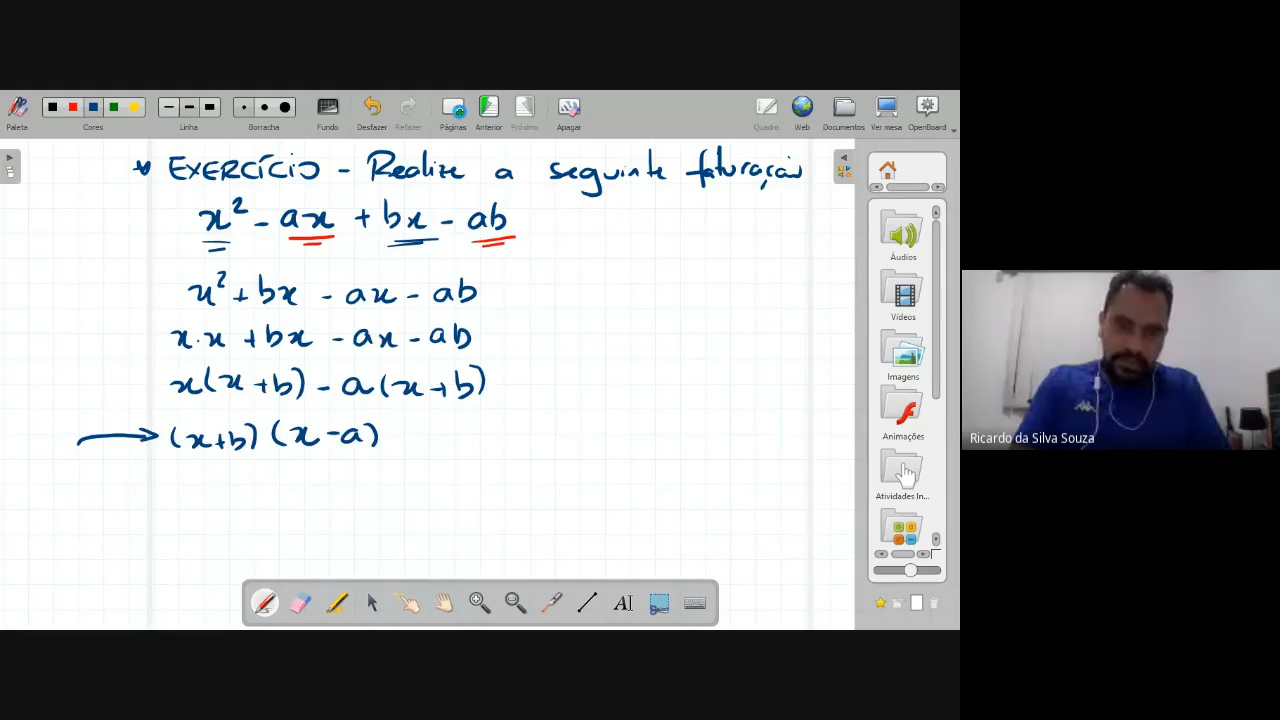 Paleta
Cores
Linha
Borracha
Fundo
Desfazer
Refazer
Páginas
Anterior
Próximo
Apagar
Quadro
Web
Documentos
Ver mesa
OpenBoard
* EXERCÍCIO - Realize a seguinte faturação
x² - ax + bx - ab
x² + bx - ax - ab
x.x + bx - ax - ab
x(x+b) - a(x+b)
→ (x+b)(x-a)
Áudios
Vídeos
Imagens
Animações
Atividades In...
AI
Ricardo da Silva Souza